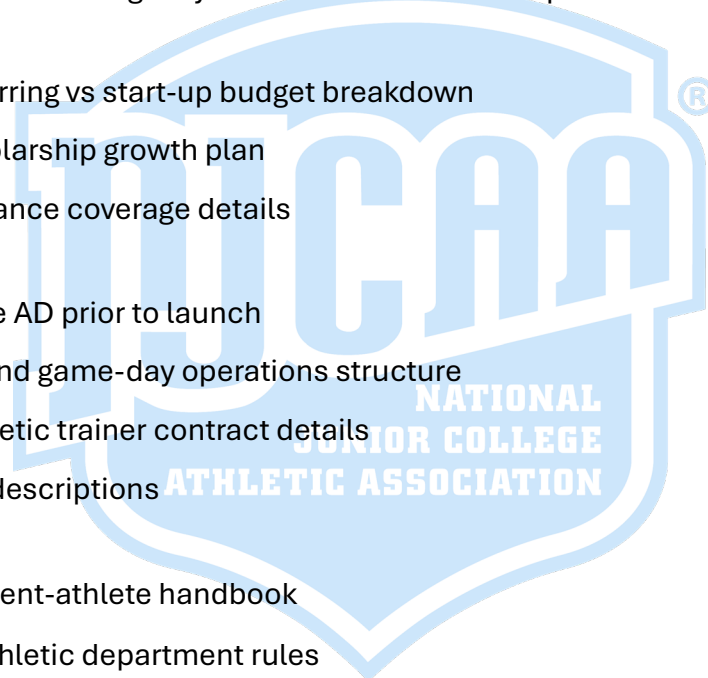 rring vs start-up budget breakdown
®
larship growth plan
ance coverage details
NJCAA
e AD prior to launch
nd game-day operations structure
NATIONAL
etic trainer contract details
JUNIOR COLLEGE
descriptions
ATHLETIC ASSOCIATION
ent-athlete handbook
hletic department rules